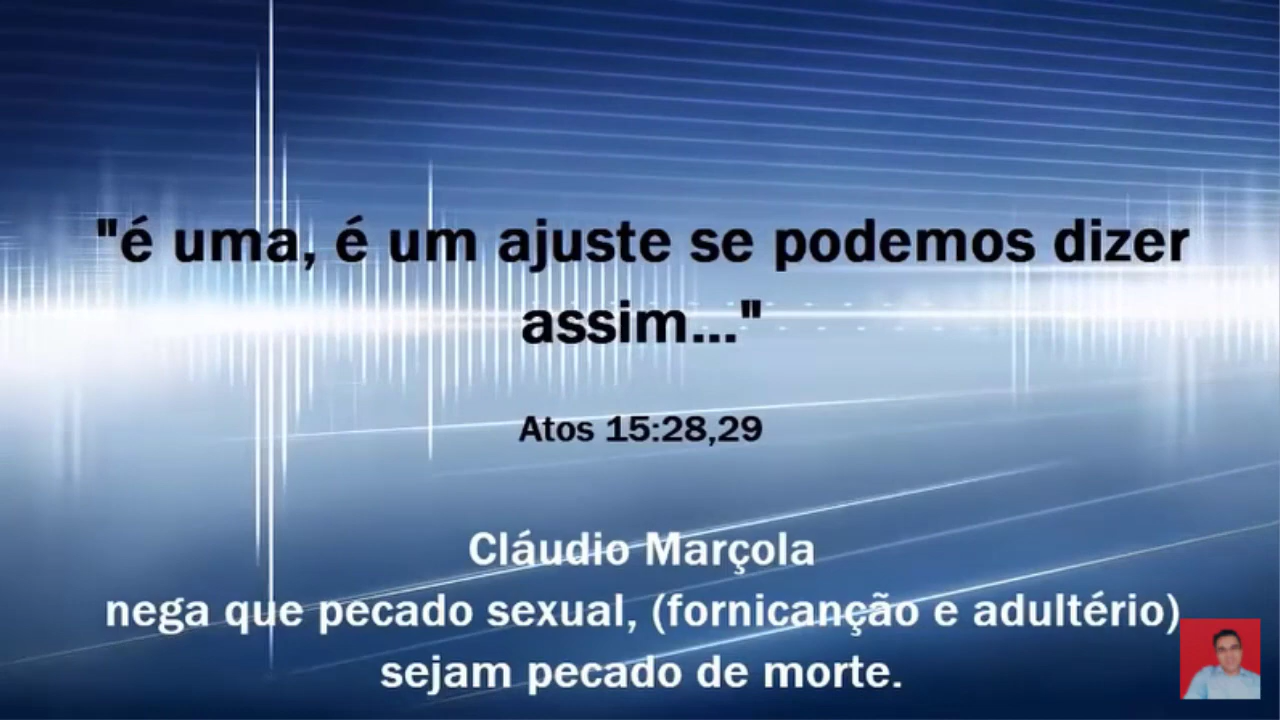 "é uma, é um ajuste se podemos dizer
assim..."
Atos 15:28,29
Cláudio Marçola
nega que pecado sexual, (fornicanção e adultério)
sejam pecado de morte.